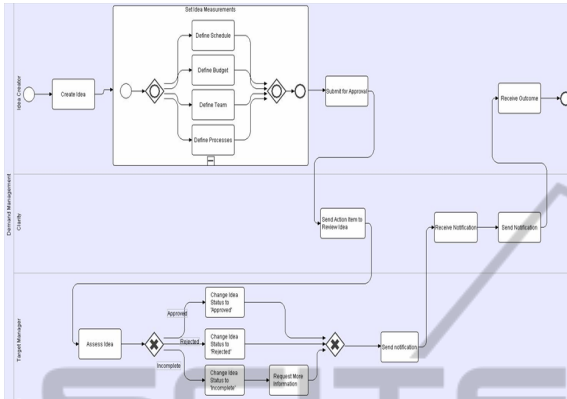 Set Idea Measurements
Define Schedule
Define Budget
Define Team
Define Processes
Create Idea
Submit for Approval
Receive Outcome
Idea Creator
Demand Management
Clarity
Send Action Item to
Review Idea
Receive Notification
Send Notification
Target Manager
Assess Idea
Approved
Rejected
Incomplete
Change Idea
Status to
'Approved'
Change Idea
Status to
'Rejected'
Change Idea
Status to
'Incomplete'
Request More
Information
Send notification